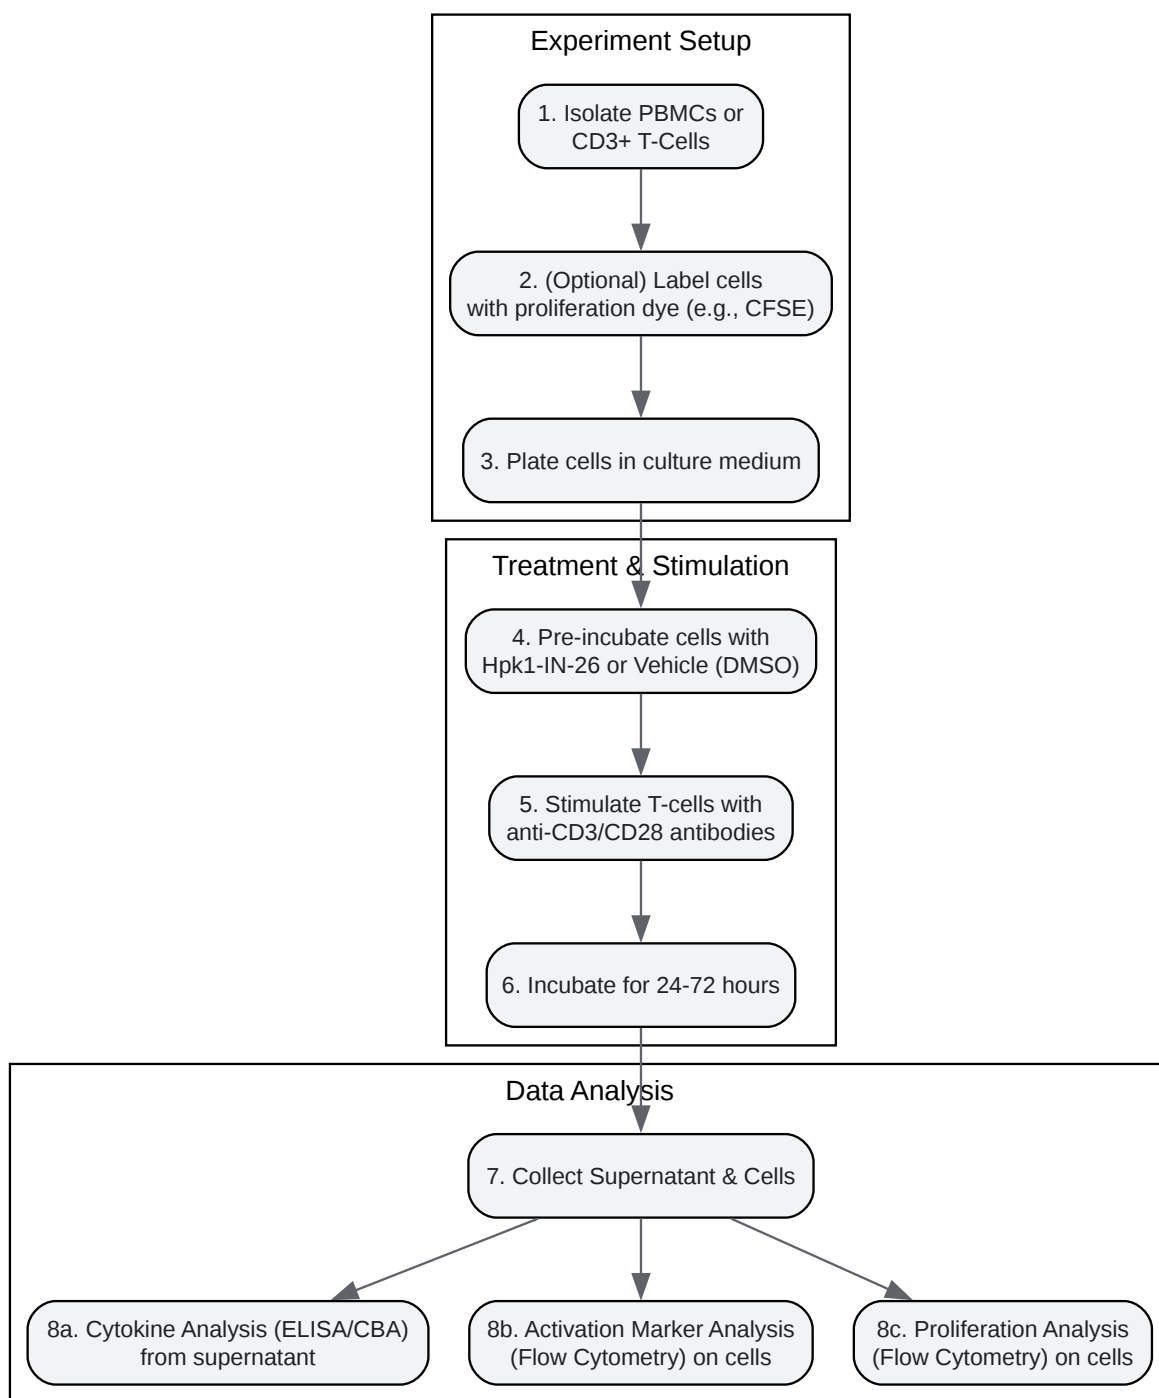 Experiment Setup
1. Isolate PBMCs or
CD3+ T-Cells
2. (Optional) Label cells
with proliferation dye (e.g., CFSE)
3. Plate cells in culture medium
Treatment & Stimulation
4. Pre-incubate cells with
Hpk1-IN-26 or Vehicle (DMSO)
5. Stimulate T-cells with
anti-CD3/CD28 antibodies
6. Incubate for 24-72 hours
Data Analysis
7. Collect Supernatant & Cells
8a. Cytokine Analysis (ELISA/CBA)
from supernatant
8b. Activation Marker Analysis
(Flow Cytometry) on cells
8c. Proliferation Analysis
(Flow Cytometry) on cells